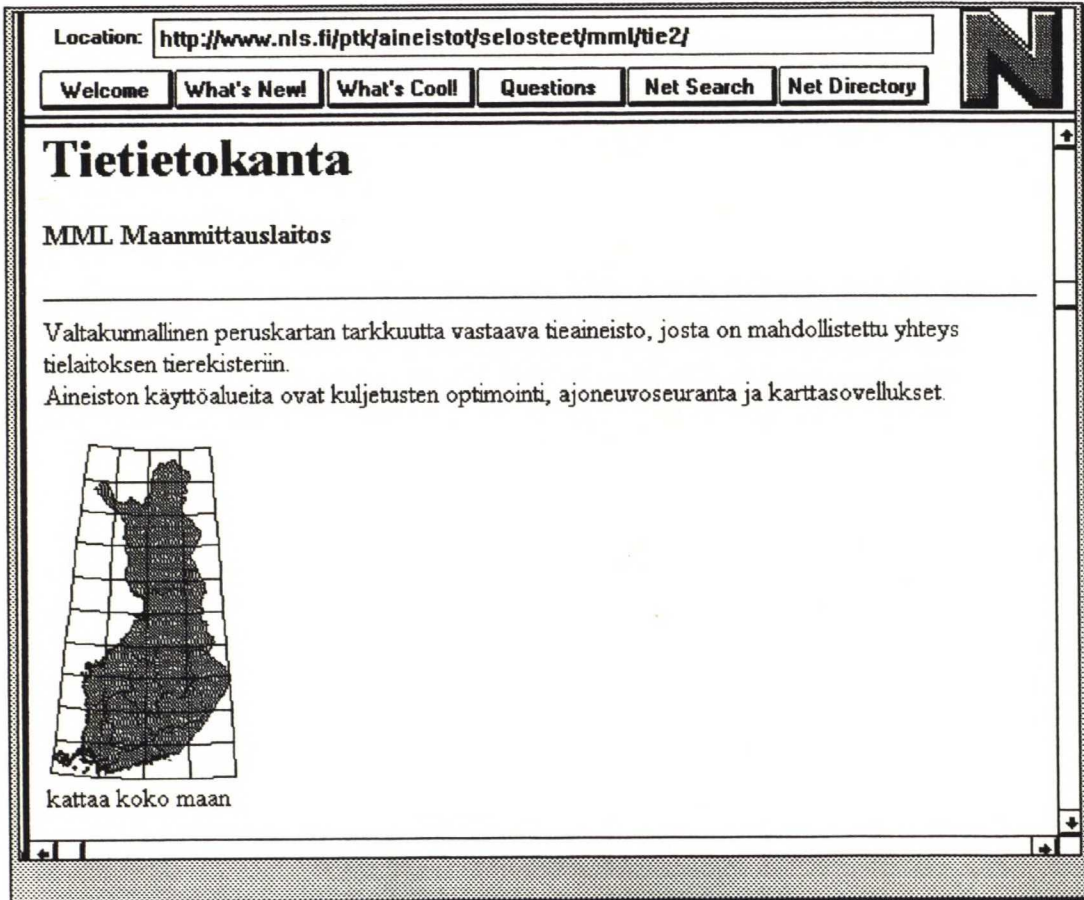 Location: http://www.nls.fi/ptk/aineistot/selosteet/mml/tie2/
N
Welcome What's New! What's Cool! Questions Net Search Net Directory
Tietietokanta
MML Maanmittauslaitos
Valtakunnallinen peruskartan tarkkuutta vastaava tieaineisto, josta on mahdollistettu yhteys
tielaitoksen tierekisteriin.
Aineiston käyttöalueita ovat kuljetusten optimointi, ajoneuvoseuranta ja karttasovellukset.
kattaa koko maan